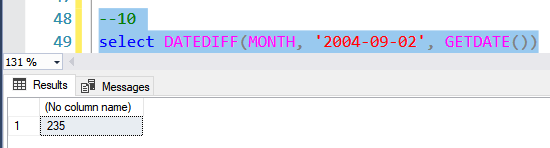 48 --10
49 select DATEDIFF(MONTH, '2004-09-02', GETDATE())
131 %
Results Messages
(No column name)
1 235